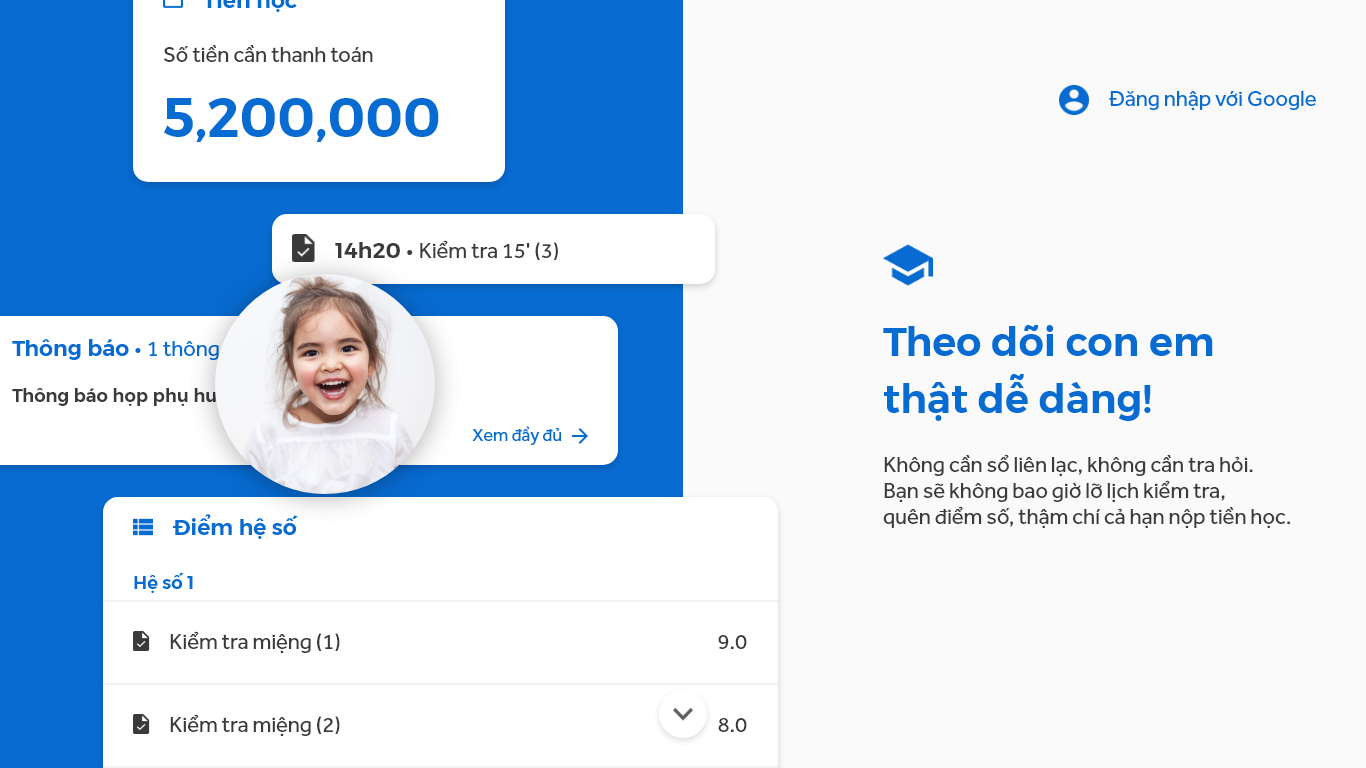 Tiền học
Số tiền cần thanh toán
5,200,000
14h20 • Kiểm tra 15' (3)
Thông báo • 1 thông
Thông báo họp phụ hu
Xem đầy đủ
Điểm hệ số
Hệ số 1
Kiểm tra miệng (1) 9.0
Kiểm tra miệng (2) 8.0
Đăng nhập với Google
Theo dõi con em
thật dễ dàng!
Không cần sổ liên lạc, không cần tra hỏi.
Bạn sẽ không bao giờ lỡ lịch kiểm tra,
quên điểm số, thậm chí cả hạn nộp tiền học.